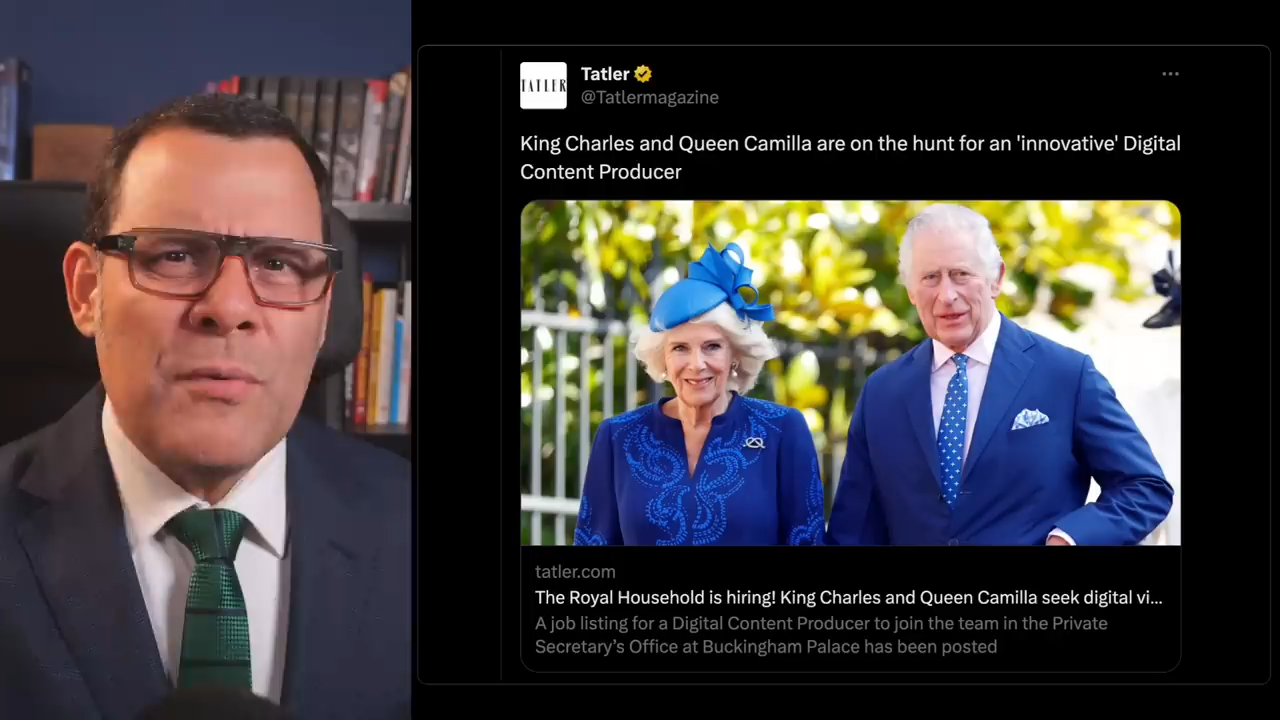 TATLER
Tatler
@Tatlermagazine
King Charles and Queen Camilla are on the hunt for an 'innovative' Digital
Content Producer
tatler.com
The Royal Household is hiring! King Charles and Queen Camilla seek digital vi...
A job listing for a Digital Content Producer to join the team in the Private
Secretary’s Office at Buckingham Palace has been posted